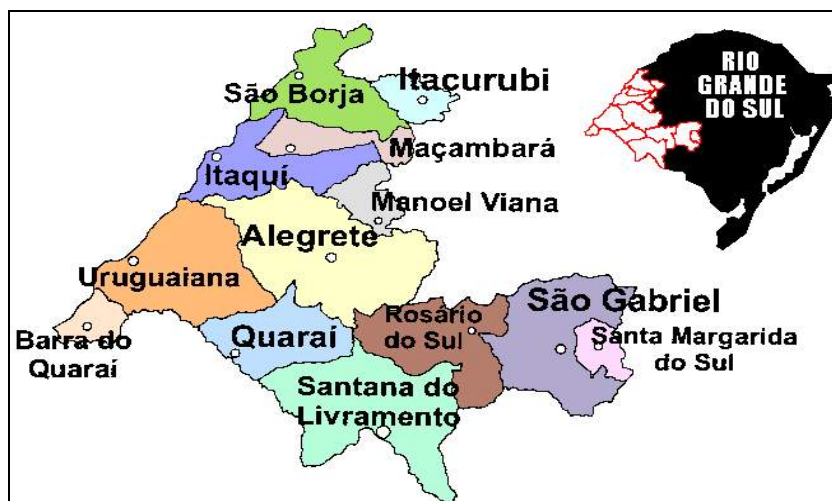 São Borja
Itacurubi
Maçambará
Itaquí
Manoel Viana
Alegrete
Uruguaiana
Barra do
Quaraí
Quaraí
Rosário
do Sul
São Gabriel
Santa Margarida
do Sul
Santana do
Livramento
RIO
GRANDE
DO SUL